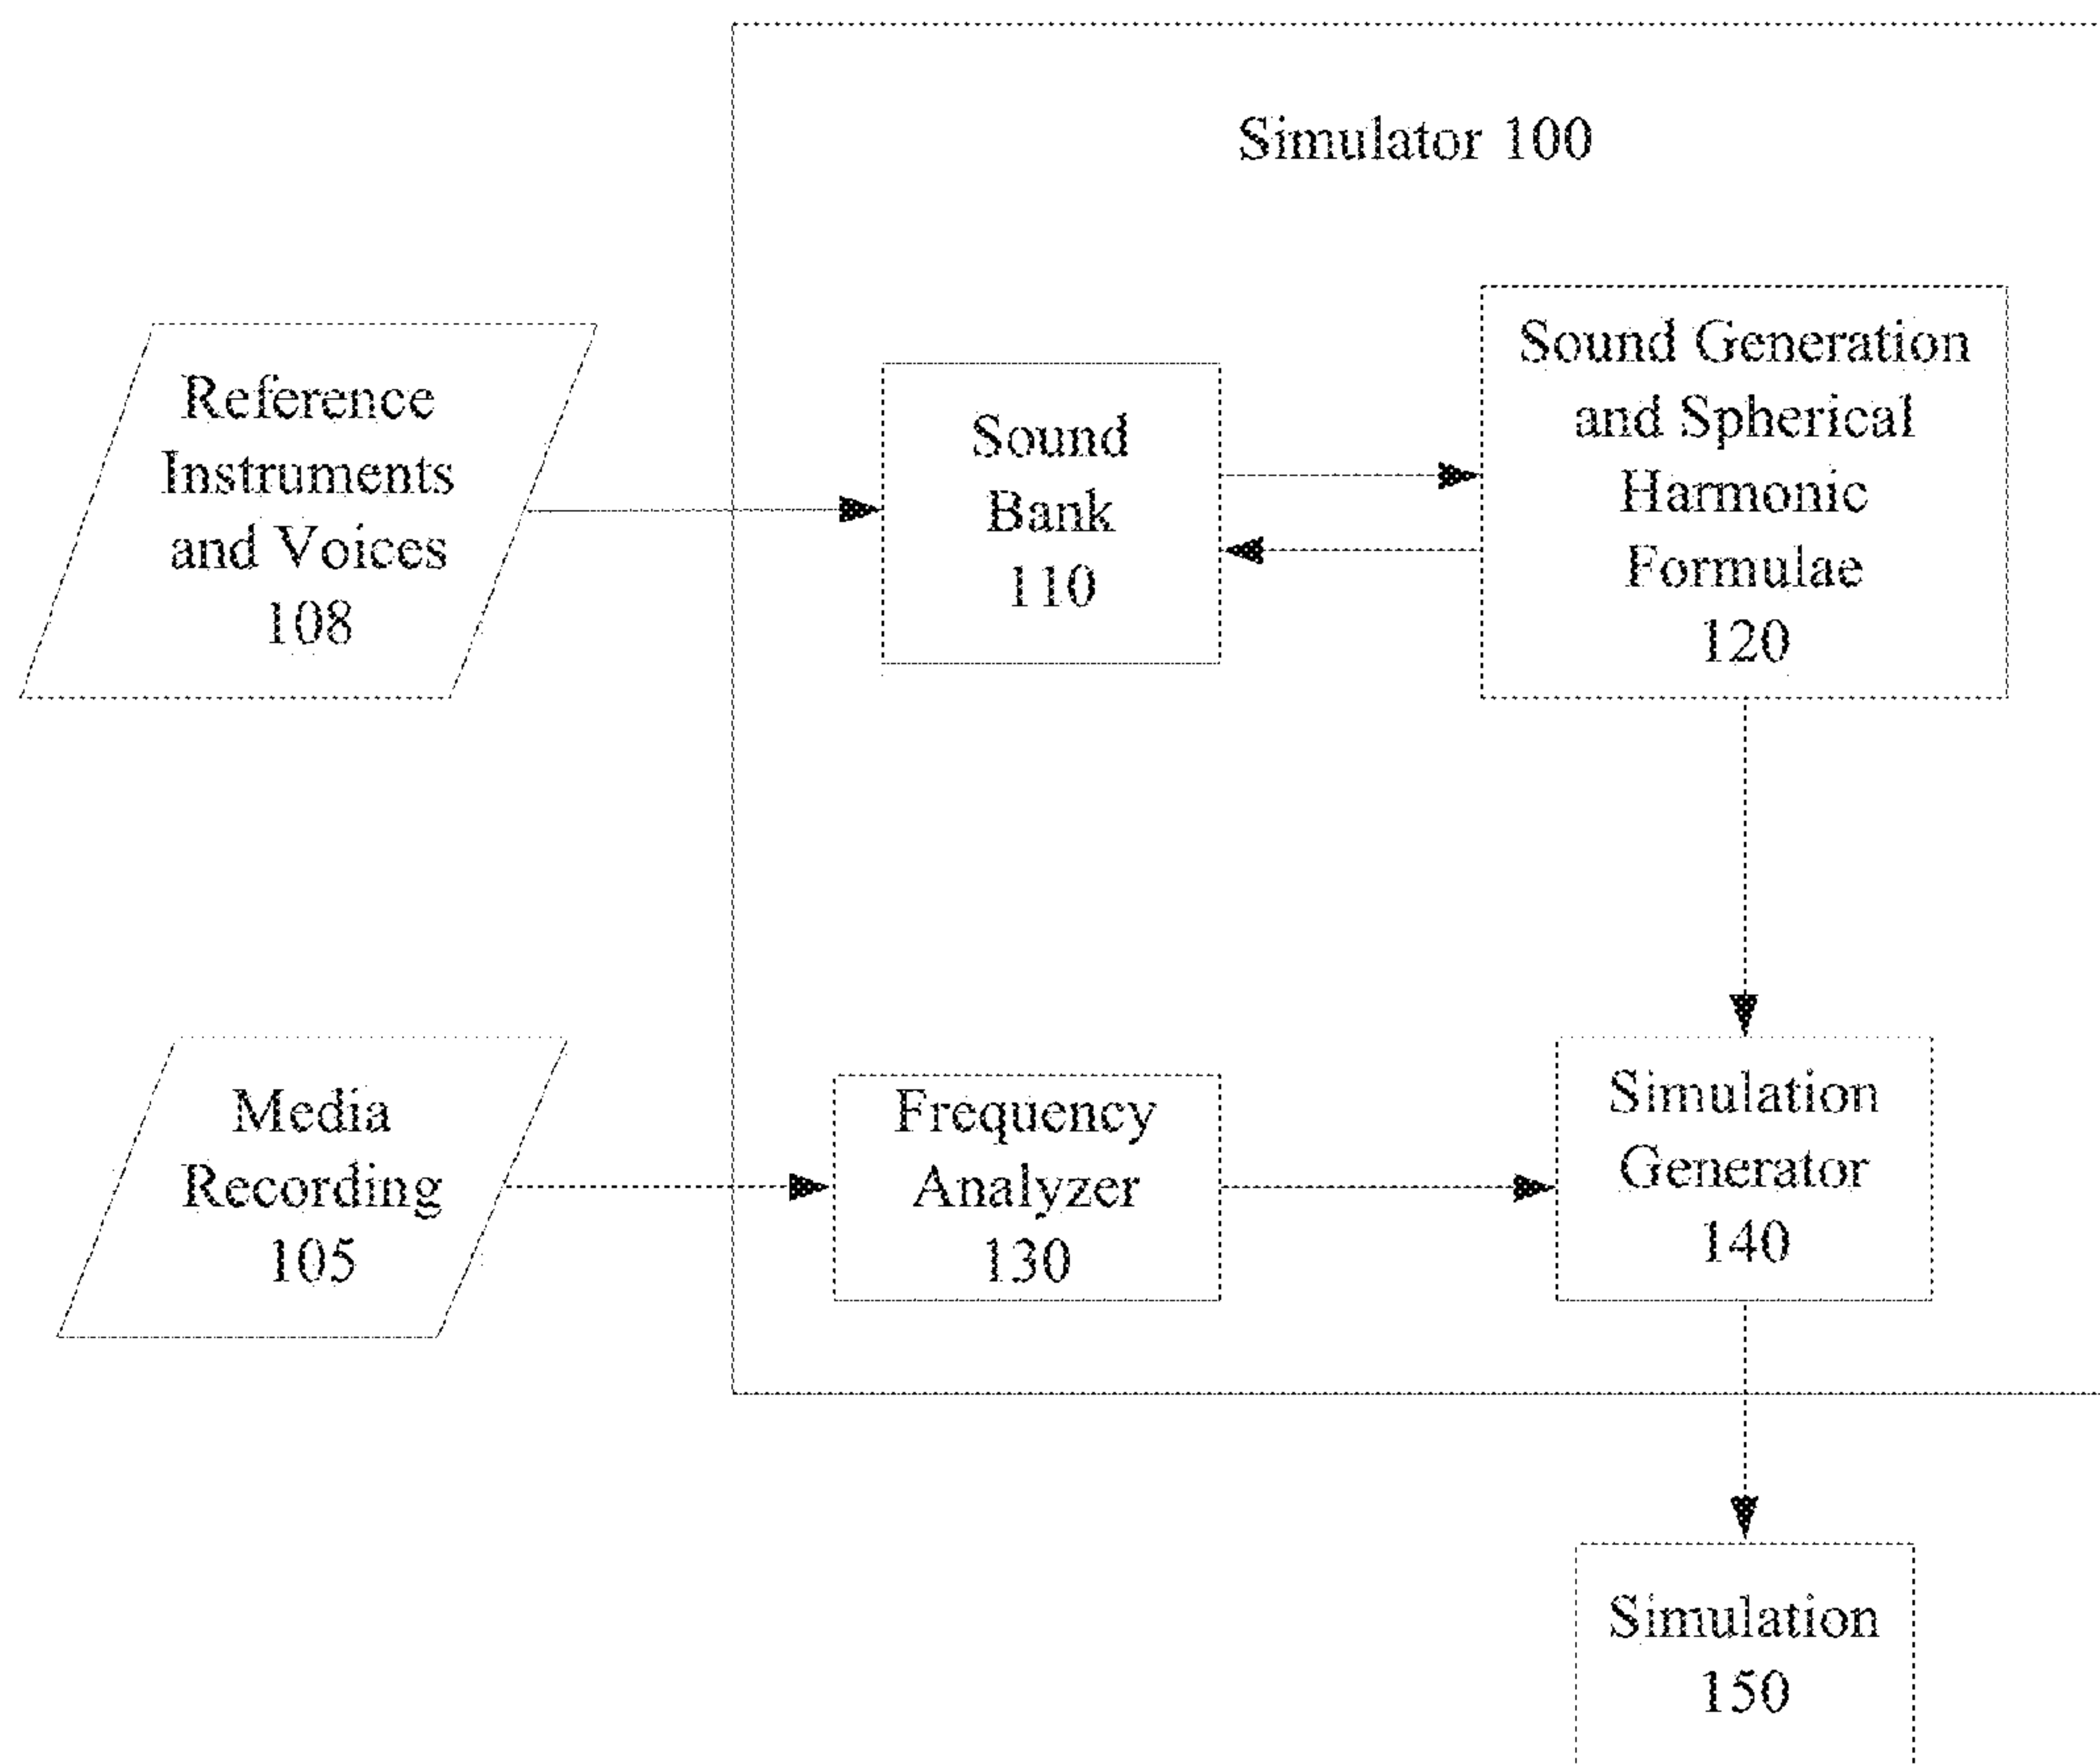 Simulator 100
Reference
Instruments
and Voices
108
Sound
Bank
110
Sound Generation
and Spherical
Harmonic
Formulae
120
Media
Recording
105
Frequency
Analyzer
130
Simulation
Generator
140
Simulation
150